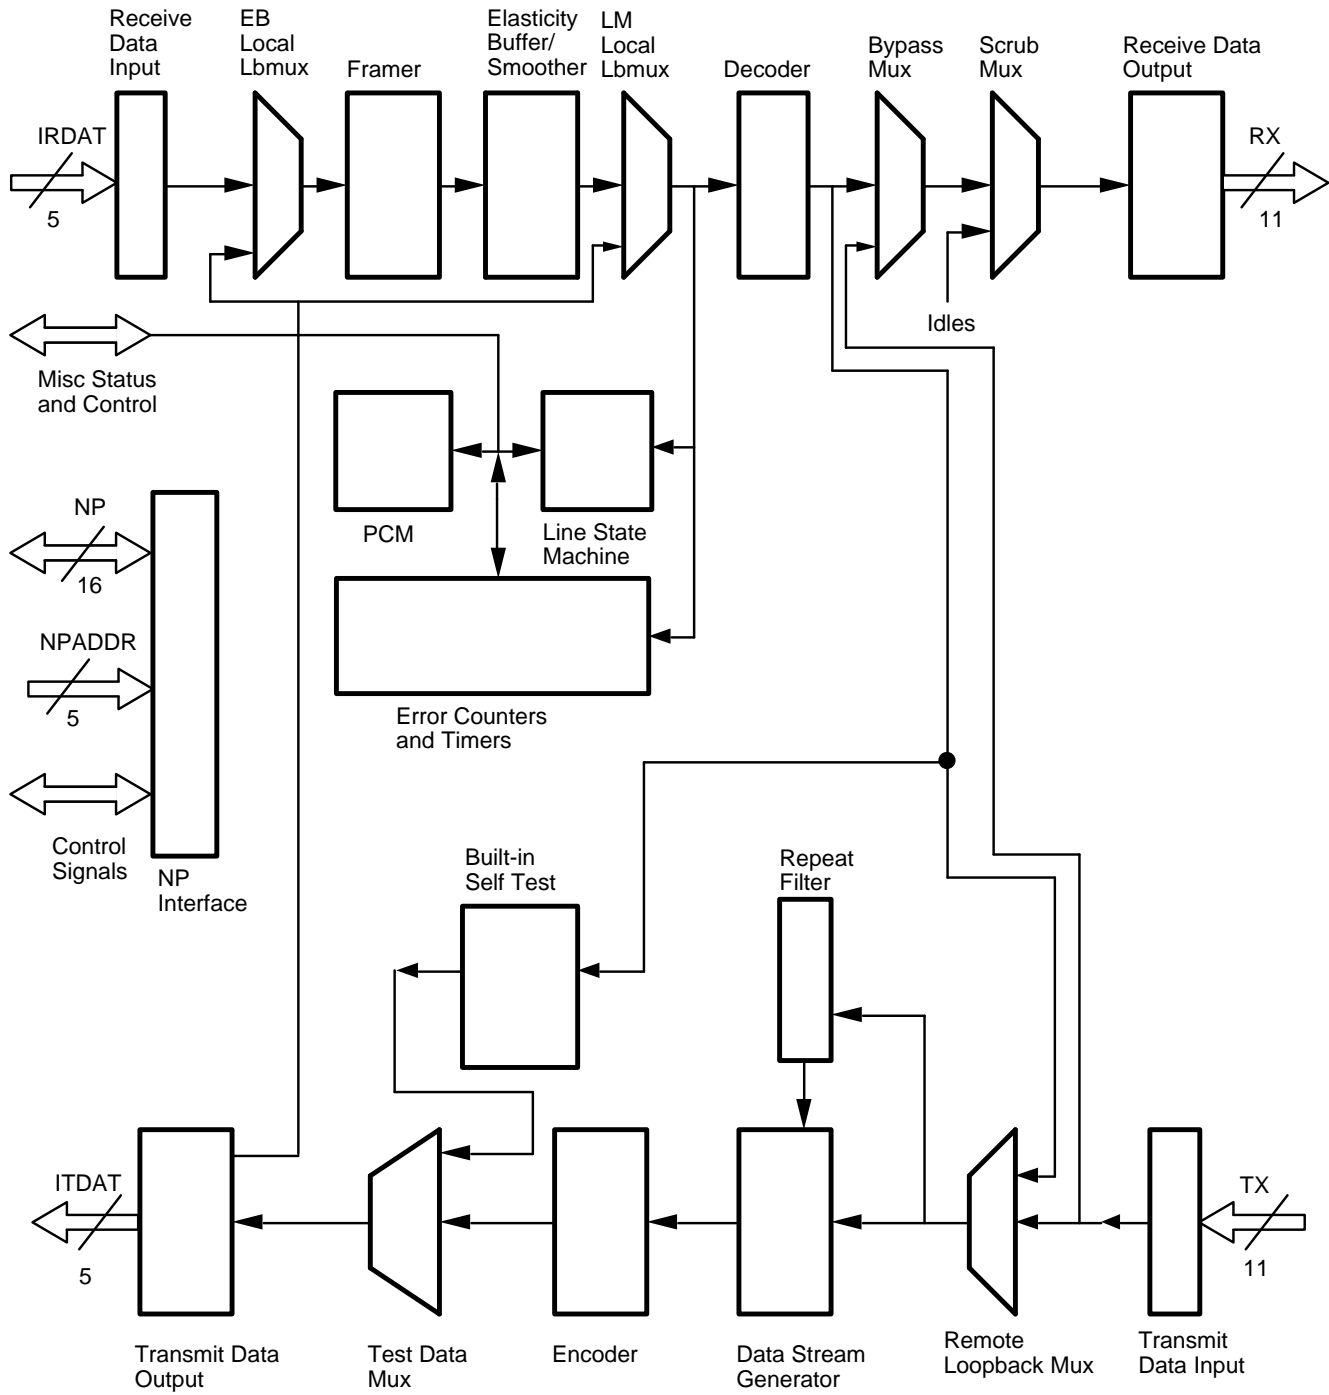 Receive
Data
Input
EB
Local
Lbmux
Framer
Elasticity
Buffer/
Smoother
LM
Local
Lbmux
Decoder
Bypass
Mux
Scrub
Mux
Receive Data
Output
IRDAT
5
RX
11
Idles
Misc Status
and Control
PCM
Line State
Machine
NP
16
NPADDR
5
Error Counters
and Timers
Control
Signals
NP
Interface
Built-in
Self Test
Repeat
Filter
ITDAT
5
TX
11
Transmit Data
Output
Test Data
Mux
Encoder
Data Stream
Generator
Remote
Loopback Mux
Transmit
Data Input